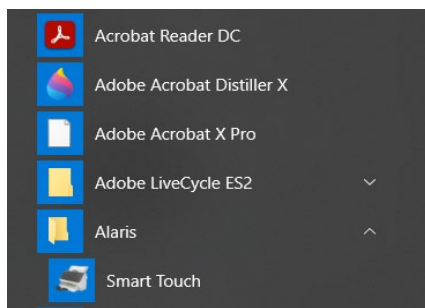 Acrobat Reader DC
Adobe Acrobat Distiller X
Adobe Acrobat X Pro
Adobe LiveCycle ES2
Alaris
Smart Touch